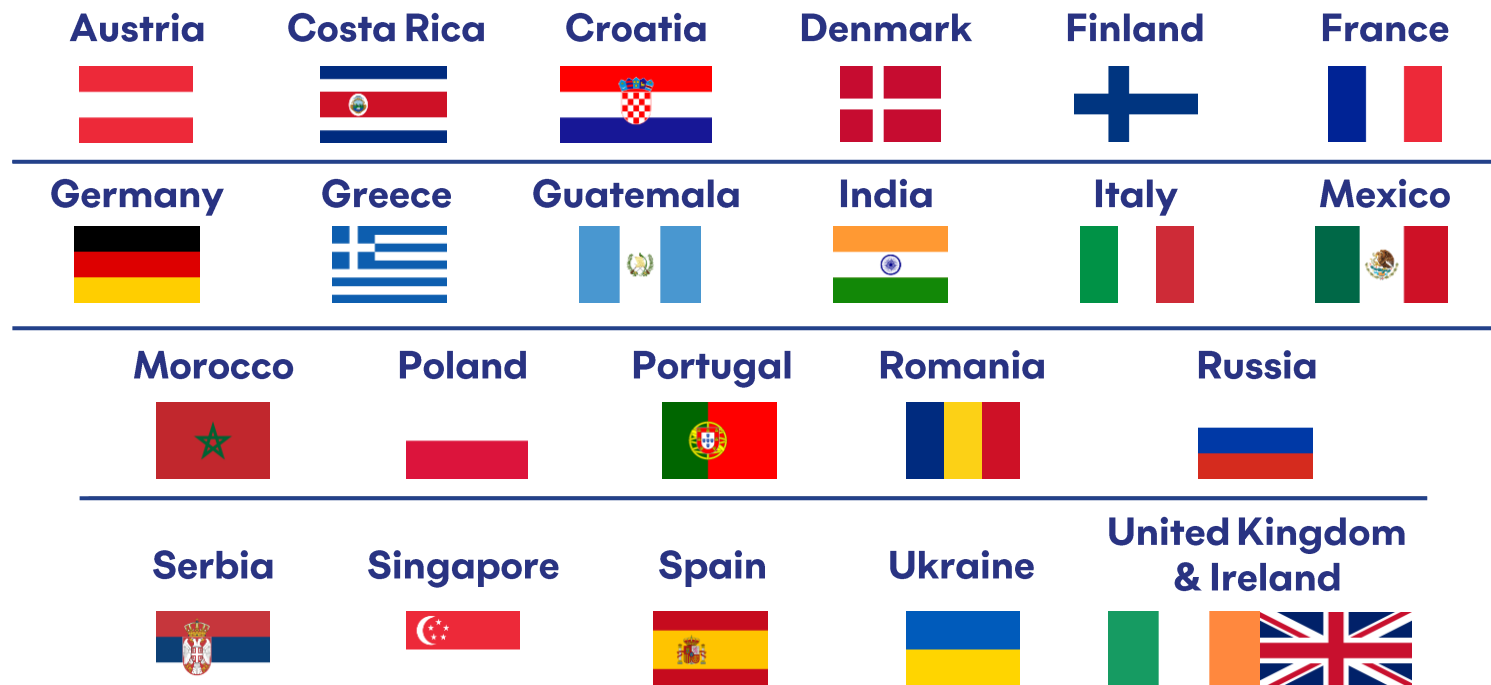 Austria
Costa Rica
Croatia
Denmark
Finland
France
Germany
Greece
Guatemala
India
Italy
Mexico
Morocco
Poland
Portugal
Romania
Russia
Serbia
Singapore
Spain
Ukraine
United Kingdom
& Ireland